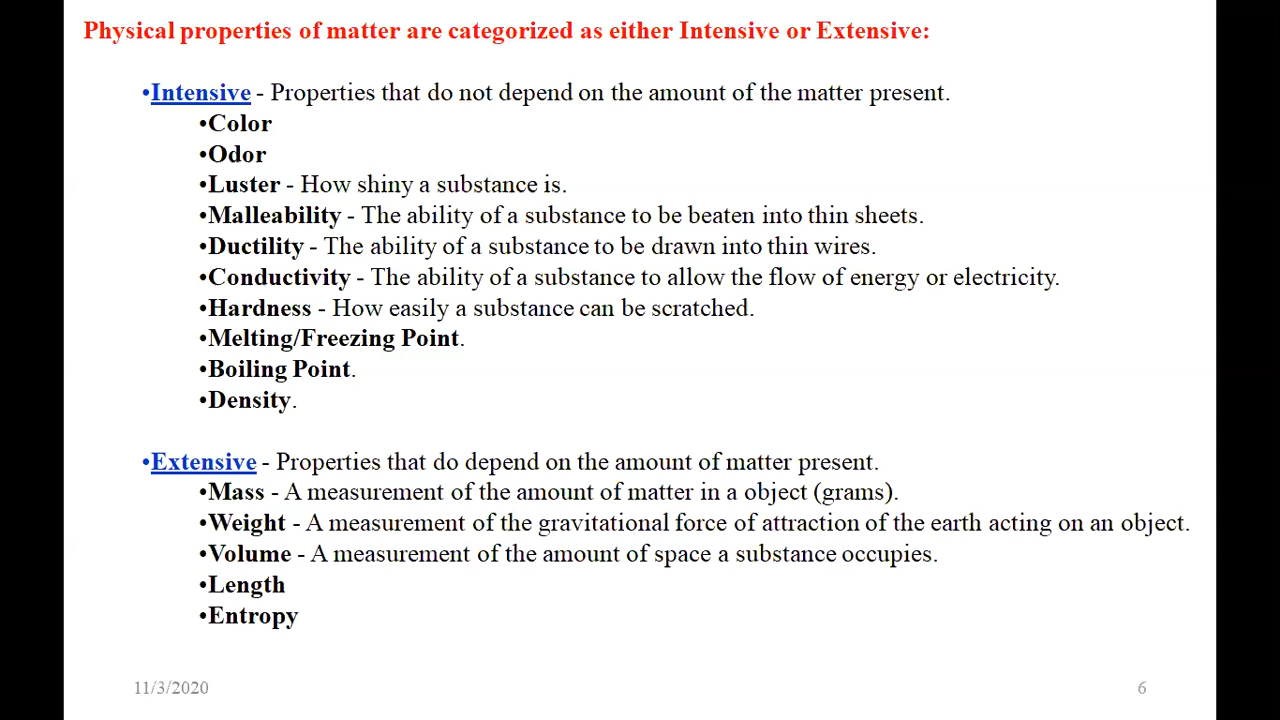 Physical properties of matter are categorized as either Intensive or Extensive:
•Intensive - Properties that do not depend on the amount of the matter present.
•Color
•Odor
•Luster - How shiny a substance is.
•Malleability - The ability of a substance to be beaten into thin sheets.
•Ductility - The ability of a substance to be drawn into thin wires.
•Conductivity - The ability of a substance to allow the flow of energy or electricity.
•Hardness - How easily a substance can be scratched.
•Melting/Freezing Point.
•Boiling Point.
•Density.
•Extensive - Properties that do depend on the amount of matter present.
•Mass - A measurement of the amount of matter in a object (grams).
•Weight - A measurement of the gravitational force of attraction of the earth acting on an object.
•Volume - A measurement of the amount of space a substance occupies.
•Length
•Entropy
11/3/2020
6